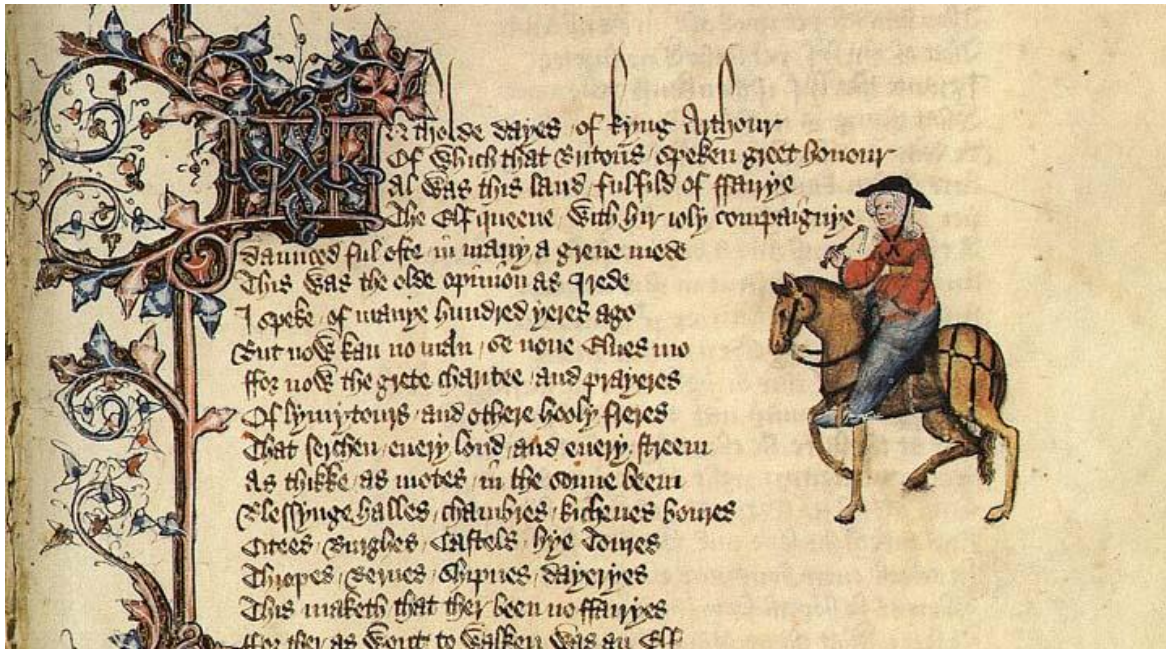 IN tholde dayes of kyng Arthour
Of which that Britons speken greet honour
Al was this land fulfild of ffairye
The Elf queene with hir ioly compaignye
Daunced ful ofte in many a grene mede
This was the olde opinion as I rede
I speke of manye hundred yeres ago
But now kan no man se none Elues mo
ffor now the grete charitee and prayeres
Of lymytours and othere hooly freres
That serchen euery lond and euery streem
As thikke as motes in the sonne beem
Blessynge halles chambres kichenes boures
Citees Burghes Castels hye Toures
Thropes Bernes Shipnes dayeryes
This maketh that ther been no ffairyes
ffor ther as wont to walken was an Elf